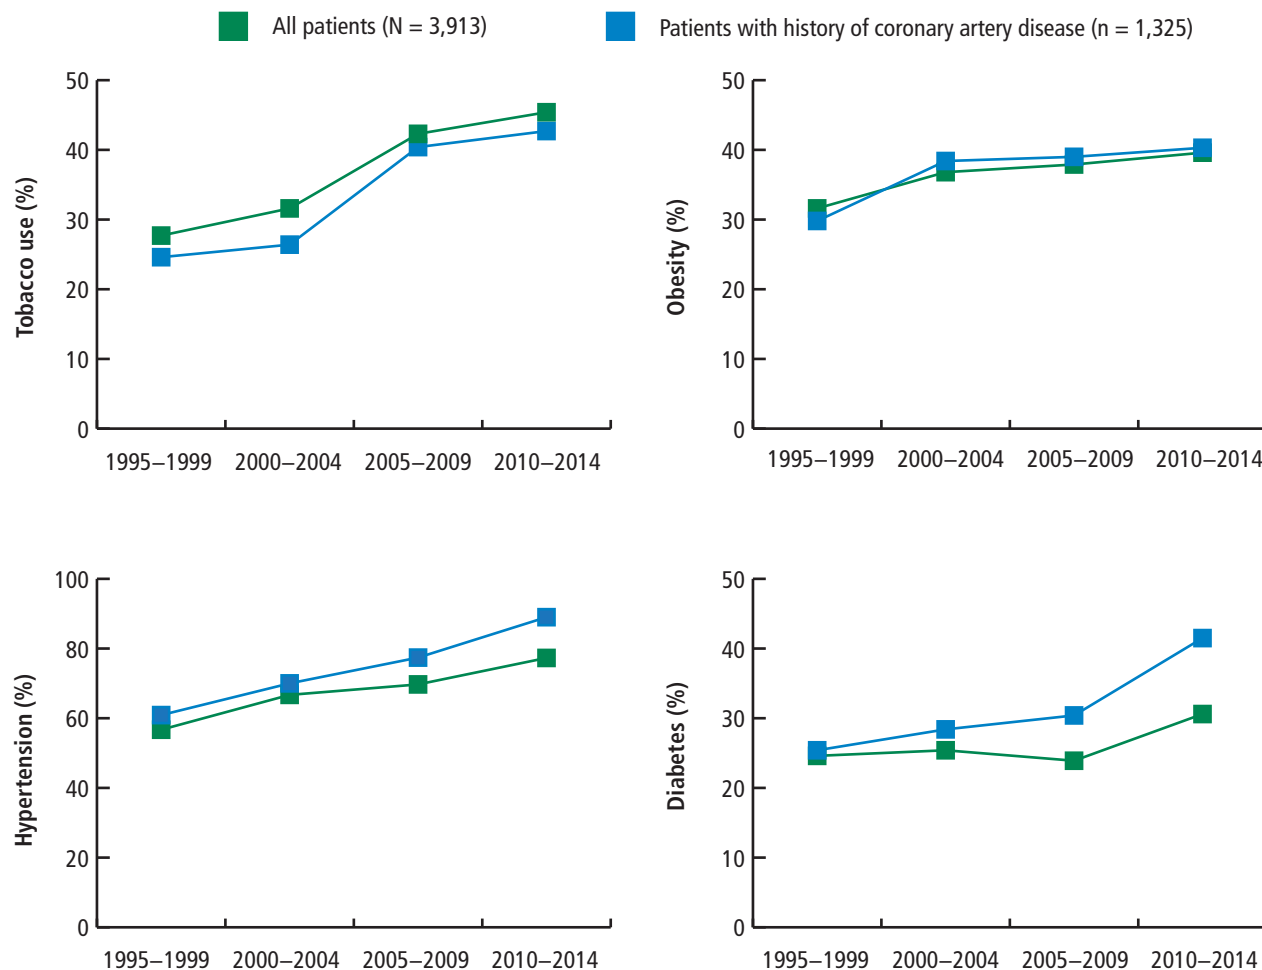 All patients (N = 3,913)
Patients with history of coronary artery disease (n = 1,325)
Tobacco use (%)
50
40
30
20
10
0
1995–1999 2000–2004 2005–2009 2010–2014
Obesity (%)
50
40
30
20
10
0
1995–1999 2000–2004 2005–2009 2010–2014
Hypertension (%)
100
80
60
40
20
0
1995–1999 2000–2004 2005–2009 2010–2014
Diabetes (%)
50
40
30
20
10
0
1995–1999 2000–2004 2005–2009 2010–2014